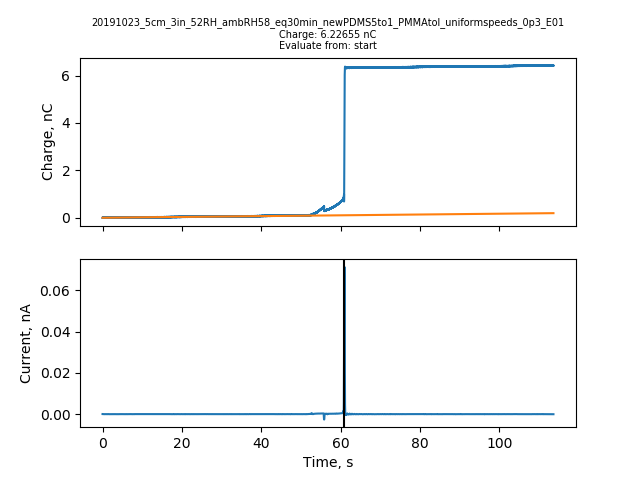 20191023_5cm_3in_52RH_ambRH58_eq30min_newPDMS5to1_PMMAtol_uniformspeeds_0p3_E01
Charge: 6.22655 nC
Evaluate from: start
6
4
2
0
Charge, nC
0.06
0.04
0.02
0.00
Current, nA
0 20 40 60 80 100
Time, s